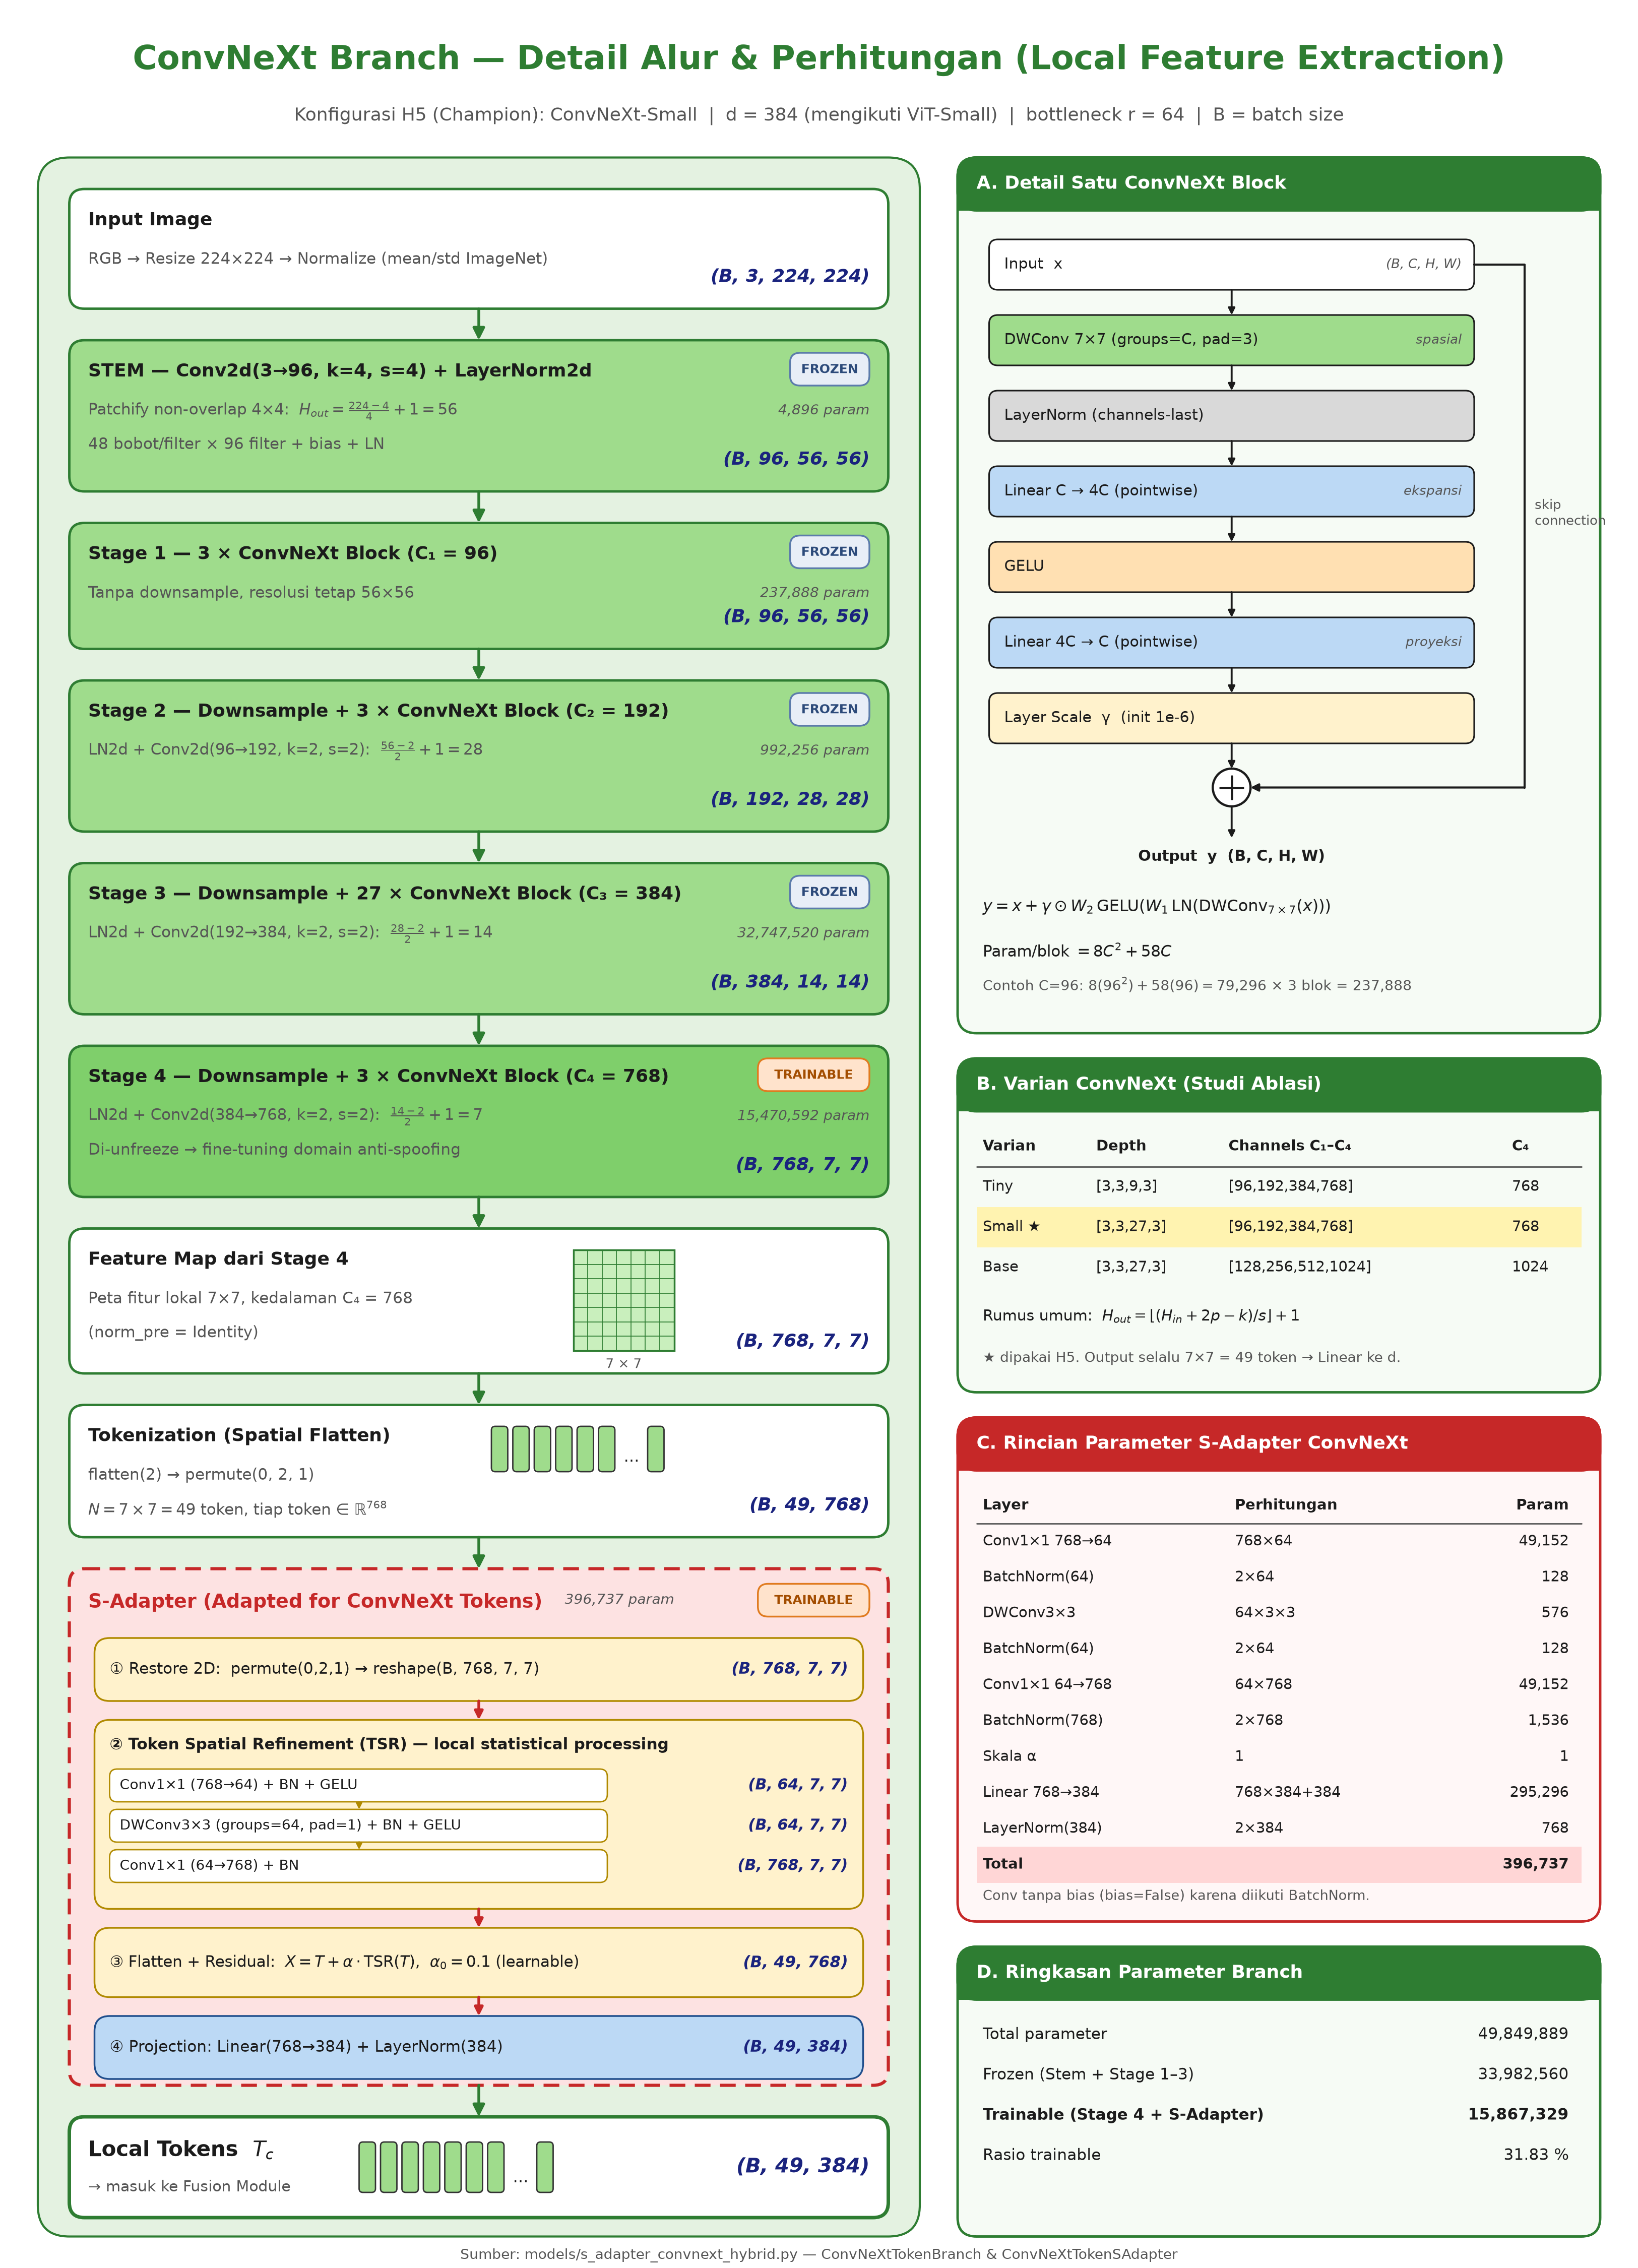 ConvNeXt Branch — Detail Alur & Perhitungan (Local Feature Extraction)
Konfigurasi H5 (Champion): ConvNeXt-Small | d = 384 (mengikuti ViT-Small) | bottleneck r = 64 | B = batch size
Input Image
RGB → Resize 224×224 → Normalize (mean/std ImageNet)
(B, 3, 224, 224)
STEM — Conv2d(3→96, k=4, s=4) + LayerNorm2d
FROZEN
Patchify non-overlap 4×4: H_out = (224−4)/4 + 1 = 56
4,896 param
48 bobot/filter × 96 filter + bias + LN
(B, 96, 56, 56)
Stage 1 — 3 × ConvNeXt Block (C₁ = 96)
FROZEN
Tanpa downsample, resolusi tetap 56×56
237,888 param
(B, 96, 56, 56)
Stage 2 — Downsample + 3 × ConvNeXt Block (C₂ = 192)
FROZEN
LN2d + Conv2d(96→192, k=2, s=2): (56−2)/2 + 1 = 28
992,256 param
(B, 192, 28, 28)
Stage 3 — Downsample + 27 × ConvNeXt Block (C₃ = 384)
FROZEN
LN2d + Conv2d(192→384, k=2, s=2): (28−2)/2 + 1 = 14
32,747,520 param
(B, 384, 14, 14)
Stage 4 — Downsample + 3 × ConvNeXt Block (C₄ = 768)
TRAINABLE
LN2d + Conv2d(384→768, k=2, s=2): (14−2)/2 + 1 = 7
15,470,592 param
Di-unfreeze → fine-tuning domain anti-spoofing
(B, 768, 7, 7)
Feature Map dari Stage 4
Peta fitur lokal 7×7, kedalaman C₄ = 768
(norm_pre = Identity)
7 × 7
(B, 768, 7, 7)
Tokenization (Spatial Flatten)
flatten(2) → permute(0, 2, 1)
...
N = 7 × 7 = 49 token, tiap token ∈ ℝ⁷⁶⁸
(B, 49, 768)
S-Adapter (Adapted for ConvNeXt Tokens) 396,737 param
TRAINABLE
① Restore 2D: permute(0,2,1) → reshape(B, 768, 7, 7)
(B, 768, 7, 7)
② Token Spatial Refinement (TSR) — local statistical processing
Conv1×1 (768→64) + BN + GELU
(B, 64, 7, 7)
DWConv3×3 (groups=64, pad=1) + BN + GELU
(B, 64, 7, 7)
Conv1×1 (64→768) + BN
(B, 768, 7, 7)
③ Flatten + Residual: X = T + α · TSR(T), α₀ = 0.1 (learnable)
(B, 49, 768)
④ Projection: Linear(768→384) + LayerNorm(384)
(B, 49, 384)
Local Tokens T_c
→ masuk ke Fusion Module
...
(B, 49, 384)
A. Detail Satu ConvNeXt Block
Input x
(B, C, H, W)
DWConv 7×7 (groups=C, pad=3)
spasial
LayerNorm (channels-last)
Linear C → 4C (pointwise)
ekspansi
skip
connection
GELU
Linear 4C → C (pointwise)
proyeksi
Layer Scale γ (init 1e-6)
Output y (B, C, H, W)
y = x + γ ⊙ W₂ GELU(W₁ LN(DWConv₇ₓ₇(x)))
Param/blok = 8C² + 58C
Contoh C=96: 8(96²) + 58(96) = 79,296 × 3 blok = 237,888
B. Varian ConvNeXt (Studi Ablasi)
Varian Depth Channels C₁–C₄ C₄
Tiny [3,3,9,3] [96,192,384,768] 768
Small ★ [3,3,27,3] [96,192,384,768] 768
Base [3,3,27,3] [128,256,512,1024] 1024
Rumus umum: H_out = ⌊(H_in + 2p − k)/s⌋ + 1
★ dipakai H5. Output selalu 7×7 = 49 token → Linear ke d.
C. Rincian Parameter S-Adapter ConvNeXt
Layer Perhitungan Param
Conv1×1 768→64 768×64 49,152
BatchNorm(64) 2×64 128
DWConv3×3 64×3×3 576
BatchNorm(64) 2×64 128
Conv1×1 64→768 64×768 49,152
BatchNorm(768) 2×768 1,536
Skala α 1 1
Linear 768→384 768×384+384 295,296
LayerNorm(384) 2×384 768
Total 396,737
Conv tanpa bias (bias=False) karena diikuti BatchNorm.
D. Ringkasan Parameter Branch
Total parameter 49,849,889
Frozen (Stem + Stage 1–3) 33,982,560
Trainable (Stage 4 + S-Adapter) 15,867,329
Rasio trainable 31.83 %
Sumber: models/s_adapter_convnext_hybrid.py — ConvNeXtTokenBranch & ConvNeXtTokenSAdapter